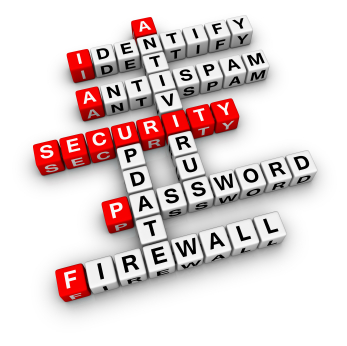 IDENTIFY
ANTISPAM
SECURITY
PASSWORD
FIREWALL
ANTIVIRUS
UPDATE